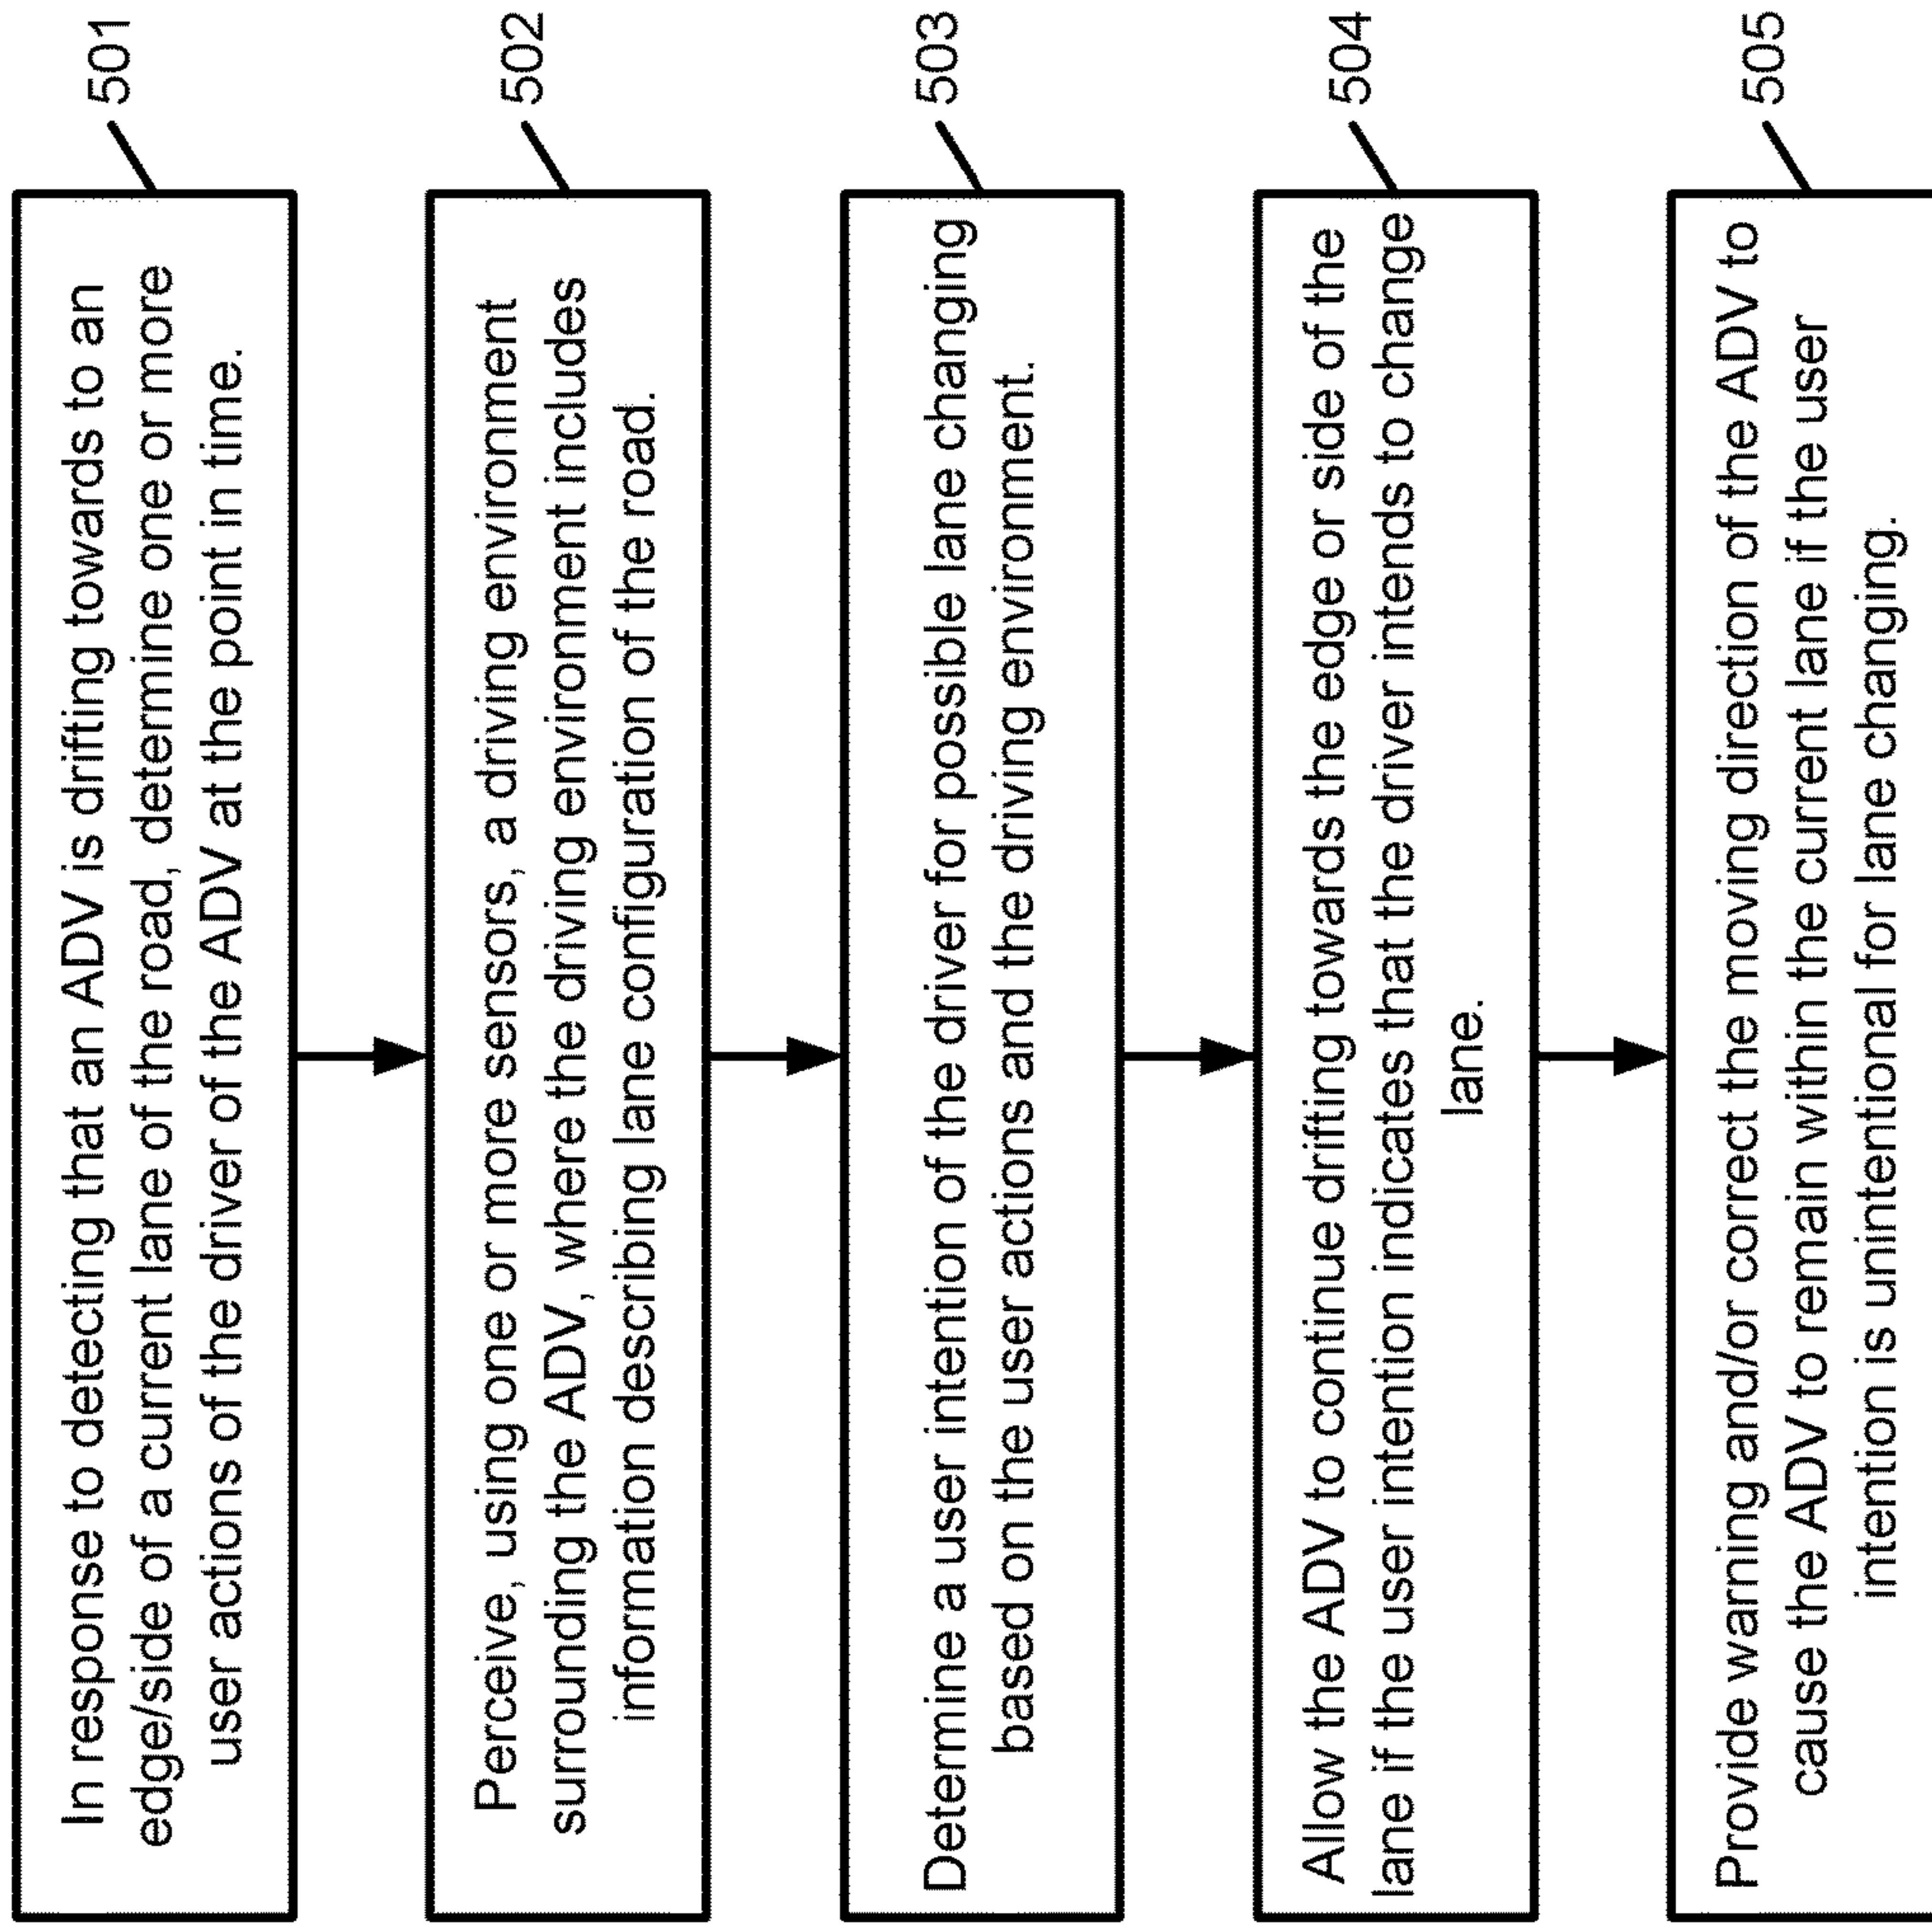 In response to detecting that an ADV is drifting towards to an
edge/side of a current lane of the road, determine one or more
user actions of the driver of the ADV at the point in time.
501
Perceive, using one or more sensors, a driving environment
surrounding the ADV, where the driving environment includes
information describing lane configuration of the road.
502
Determine a user intention of the driver for possible lane changing
based on the user actions and the driving environment.
503
Allow the ADV to continue drifting towards the edge or side of the
lane if the user intention indicates that the driver intends to change
lane.
504
Provide warning and/or correct the moving direction of the ADV to
cause the ADV to remain within the current lane if the user
intention is unintentional for lane changing.
505